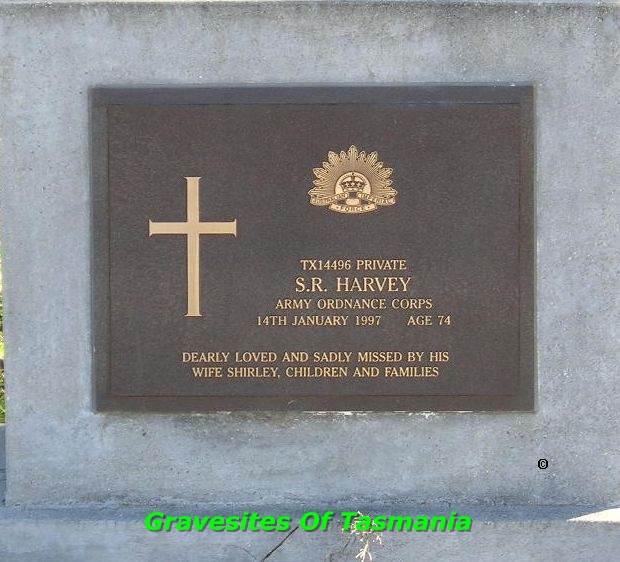 AUSTRALIAN IMPERIAL
FORCE
TX14496 PRIVATE
S.R. HARVEY
ARMY ORDNANCE CORPS
14TH JANUARY 1997 AGE 74
DEARLY LOVED AND SADLY MISSED BY HIS
WIFE SHIRLEY, CHILDREN AND FAMILIES
©
Gravesites Of Tasmania